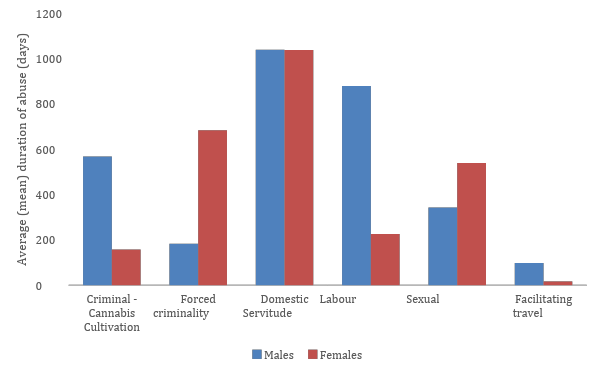 Average (mean) duration of abuse (days)
1200
1000
800
600
400
200
0
Criminal -
Cannabis
Cultivation
Forced
criminality
Domestic
Servitude
Labour
Sexual
Facilitating
travel
Males
Females